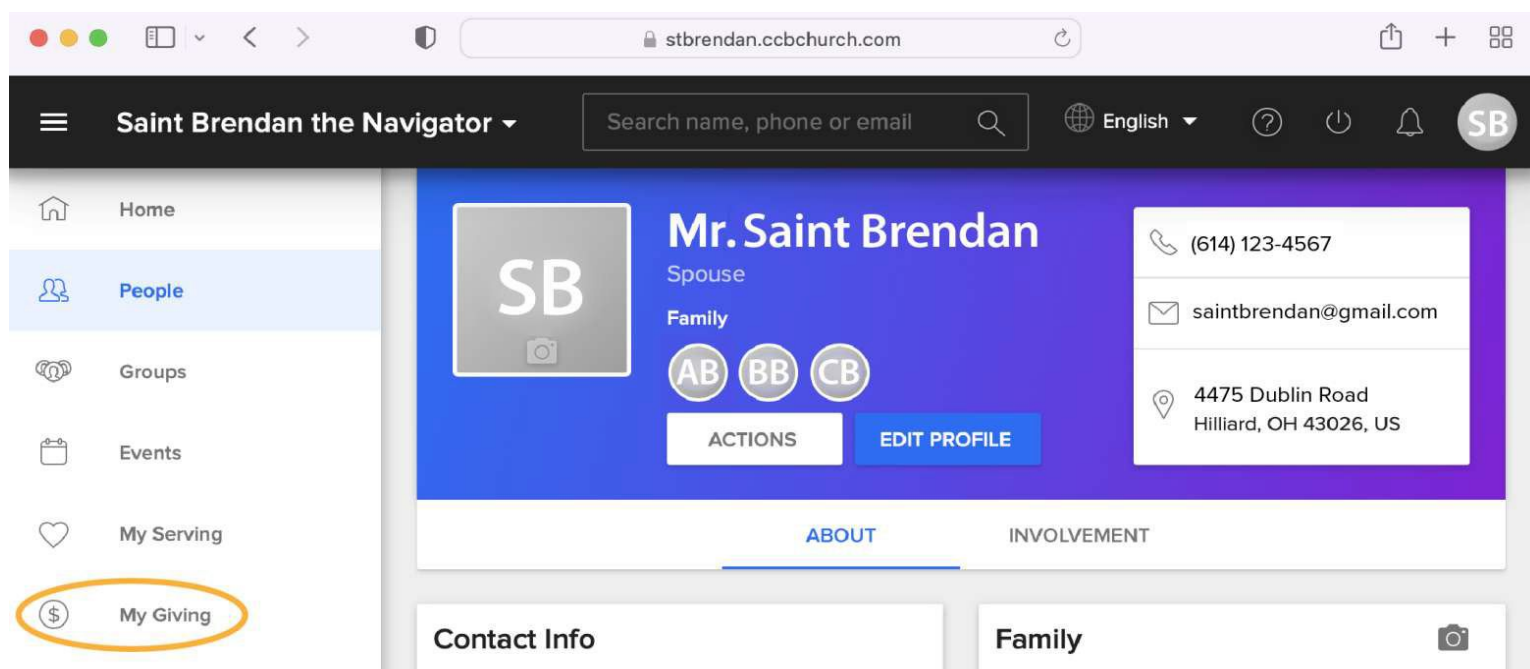 stbrendan.ccbchurch.com
Saint Brendan the Navigator
Search name, phone or email
English
SB
Home
People
Groups
Events
My Serving
My Giving
SB
Mr. Saint Brendan
Spouse
Family
AB BB CB
ACTIONS
EDIT PROFILE
(614) 123-4567
saintbrendan@gmail.com
4475 Dublin Road
Hilliard, OH 43026, US
ABOUT
INVOLVEMENT
Contact Info
Family